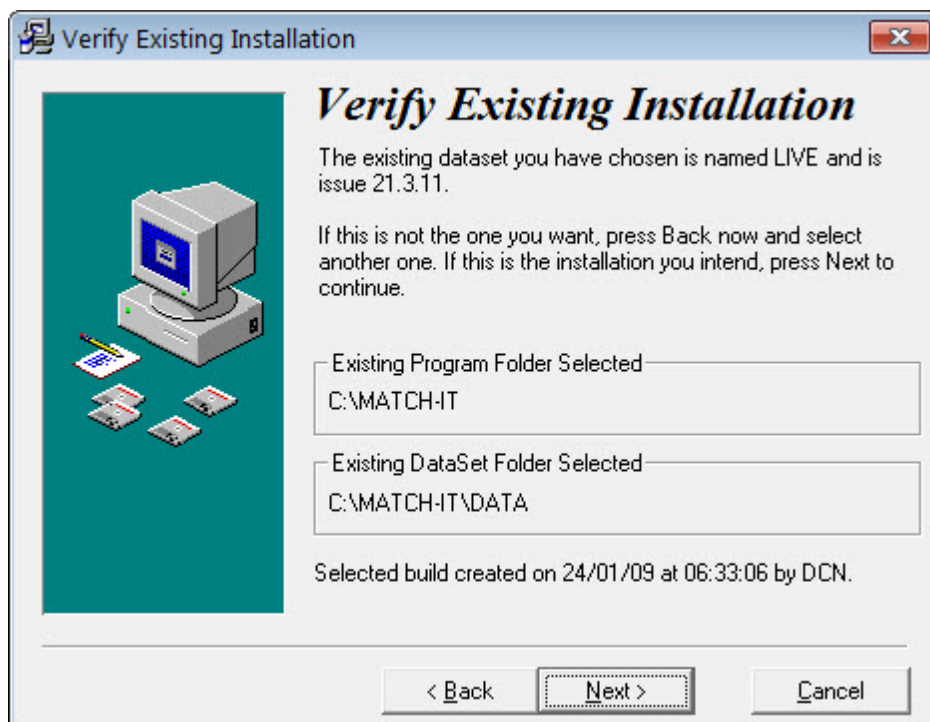 Verify Existing Installation
Verify Existing Installation
The existing dataset you have chosen is named LIVE and is
issue 21.3.11.
If this is not the one you want, press Back now and select
another one. If this is the installation you intend, press Next to
continue.
Existing Program Folder Selected
C:\MATCH-IT
Existing DataSet Folder Selected
C:\MATCH-IT\DATA
Selected build created on 24/01/09 at 06:33:06 by DCN.
< Back
Next >
Cancel